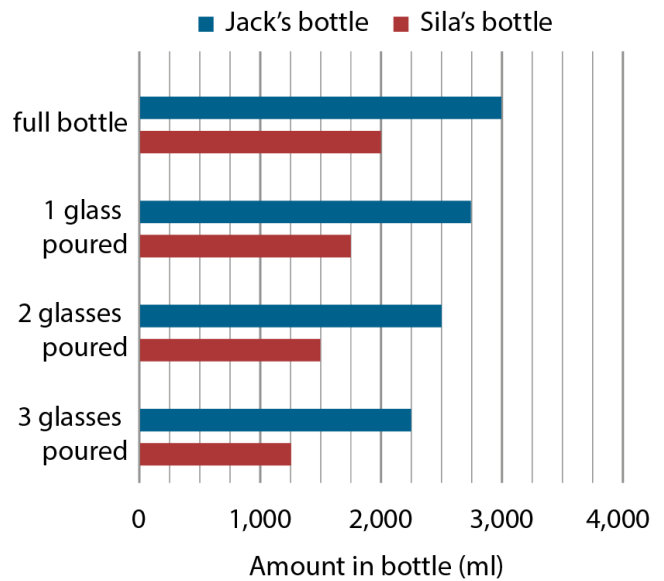 Jack’s bottle Sila’s bottle
full bottle
1 glass
poured
2 glasses
poured
3 glasses
poured
0 1,000 2,000 3,000 4,000
Amount in bottle (ml)